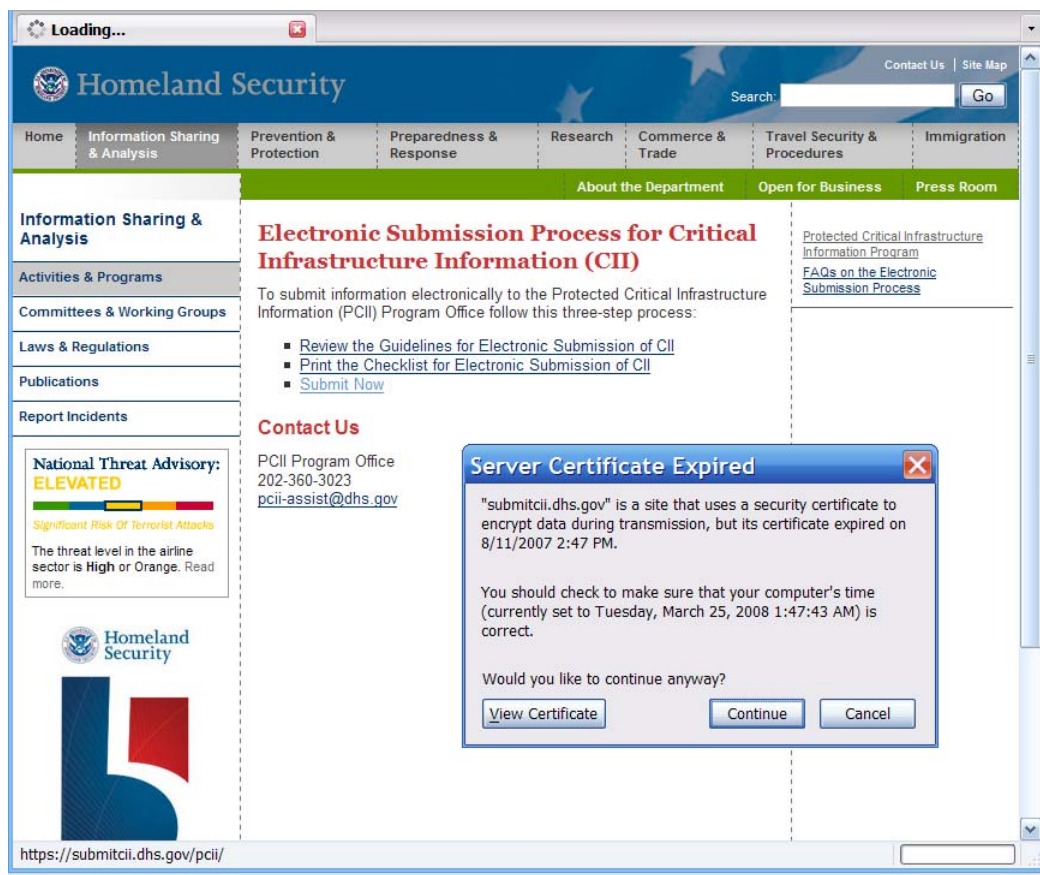 Loading...
Homeland Security
Contact Us | Site Map
Search:
Go
Home
Information Sharing
& Analysis
Prevention &
Protection
Preparedness &
Response
Research
Commerce &
Trade
Travel Security &
Procedures
Immigration
About the Department
Open for Business
Press Room
Information Sharing &
Analysis
Activities & Programs
Committees & Working Groups
Laws & Regulations
Publications
Report Incidents
National Threat Advisory:
ELEVATED
Significant Risk Of Terrorist Attacks
The threat level in the airline
sector is High or Orange. Read
more.
Homeland
Security
Electronic Submission Process for Critical
Infrastructure Information (CII)
To submit information electronically to the Protected Critical Infrastructure
Information (PCII) Program Office follow this three-step process:
Review the Guidelines for Electronic Submission of CII
Print the Checklist for Electronic Submission of CII
Submit Now
Contact Us
PCII Program Office
202-360-3023
pcii-assist@dhs.gov
Protected Critical Infrastructure
Information Program
FAQs on the Electronic
Submission Process
Server Certificate Expired
"submitcii.dhs.gov" is a site that uses a security certificate to
encrypt data during transmission, but its certificate expired on
8/11/2007 2:47 PM.
You should check to make sure that your computer's time
(currently set to Tuesday, March 25, 2008 1:47:43 AM) is
correct.
Would you like to continue anyway?
View Certificate
Continue
Cancel
https://submitcii.dhs.gov/pcii/